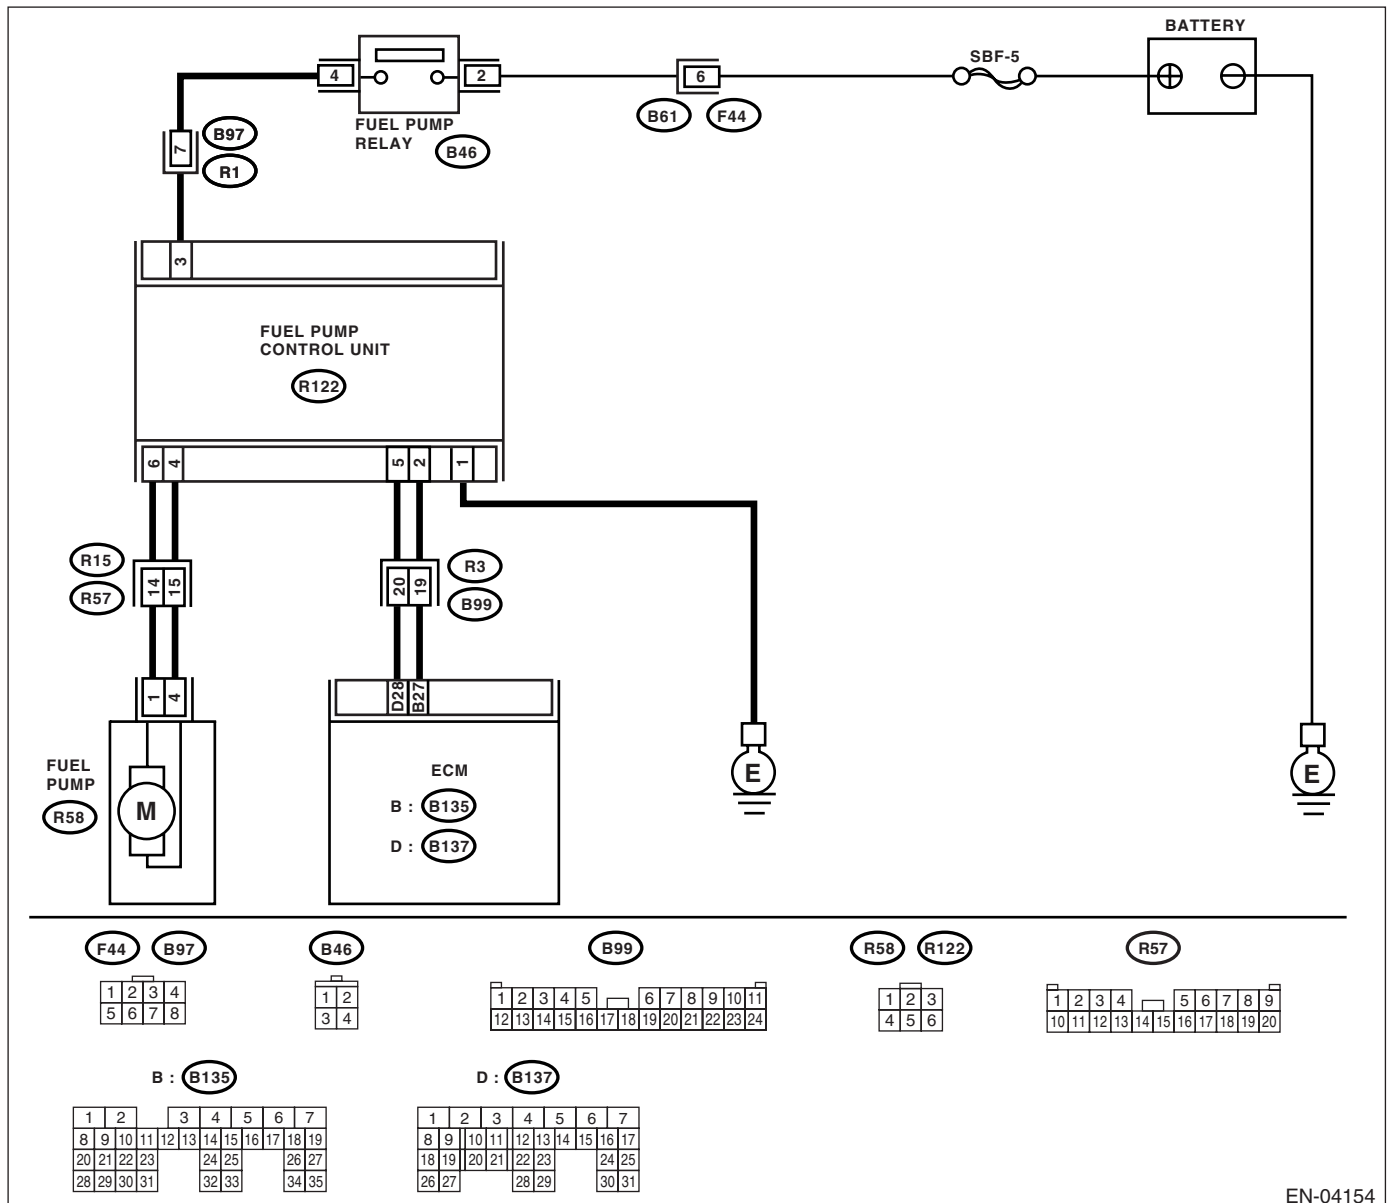 BATTERY
SBF-5
4
2
6
FUEL PUMP
RELAY
B46
B61
F44
7
B97
R1
3
FUEL PUMP
CONTROL UNIT
R122
6 4 5 2 1
R15
R57
14 15
20 19
R3
B99
1 4
D28 B27
FUEL
PUMP
R58
M
ECM
B : B135
D : B137
E
E
F44 B97
1 2 3 4
5 6 7 8
B46
1 2
3 4
B99
1 2 3 4 5 6 7 8 9 10 11
12 13 14 15 16 17 18 19 20 21 22 23 24
R58 R122
1 2 3
4 5 6
R57
1 2 3 4 5 6 7 8 9
10 11 12 13 14 15 16 17 18 19 20
B : B135
1 2 3 4 5 6 7
8 9 10 11 12 13 14 15 16 17 18 19
20 21 22 23 24 25 26 27
28 29 30 31 32 33 34 35
D : B137
1 2 3 4 5 6 7
8 9 10 11 12 13 14 15 16 17
18 19 20 21 22 23 24 25
26 27 28 29 30 31
EN-04154